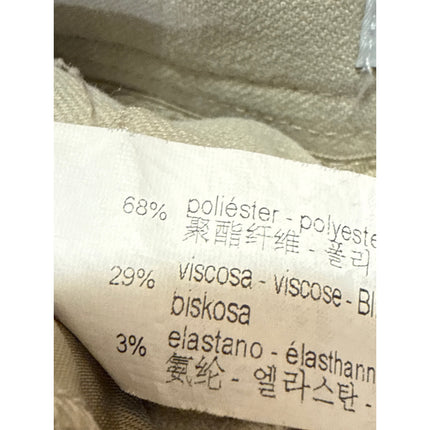 68% poliéster - polyeste
聚酯纤维 - 폴리
29% viscosa - viscose - Bl
biskosa
3% elastano - élasthann
氨纶 - 엘라스탄 -